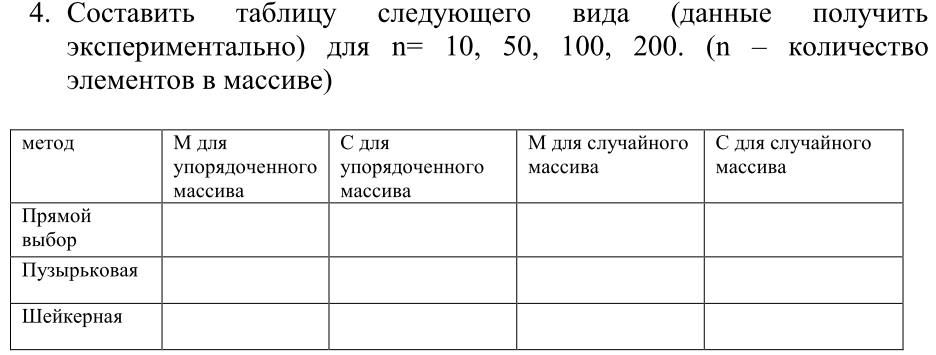 4. Составить таблицу следующего вида (данные получить
экспериментально) для n= 10, 50, 100, 200. (n – количество
элементов в массиве)
метод
М для
упорядоченного
массива
С для
упорядоченного
массива
М для случайного
массива
С для случайного
массива
Прямой
выбор
Пузырьковая
Шейкерная